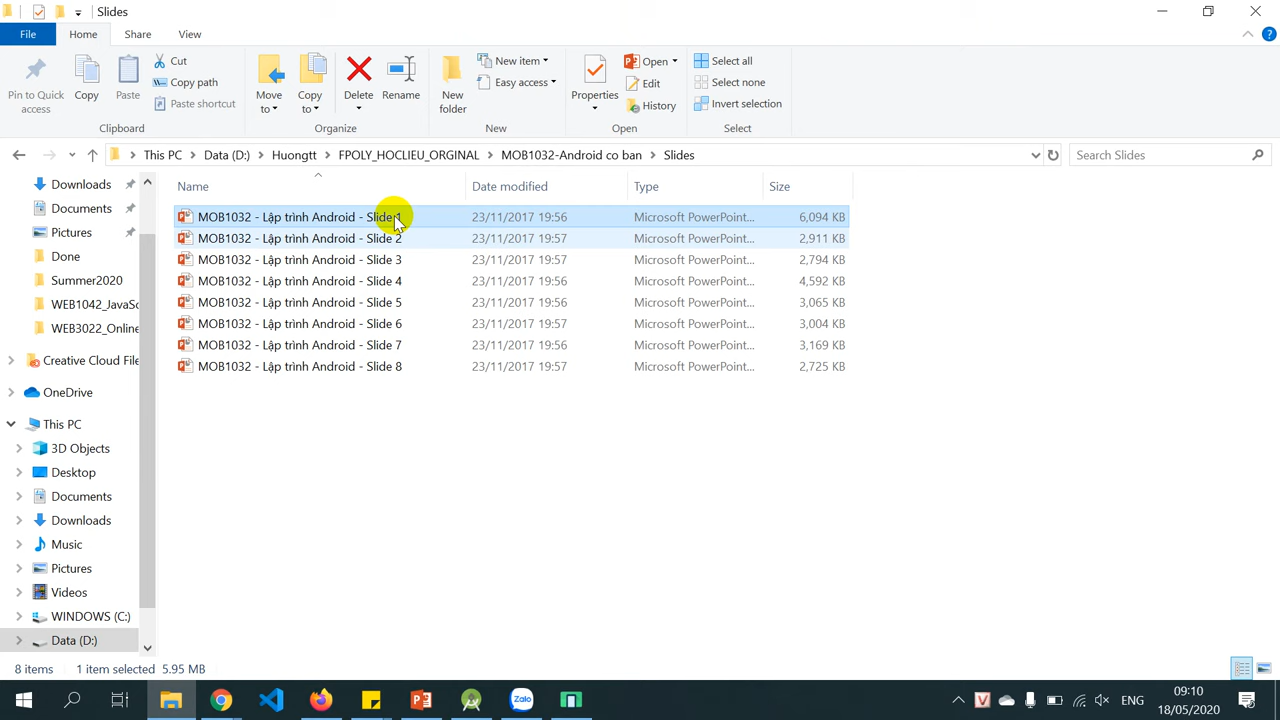 Slides
File Home Share View
Pin to Quick access
Copy
Paste
Cut
Copy path
Paste shortcut
Clipboard
Move to
Copy to
Delete
Rename
Organize
New folder
New item
Easy access
New
Properties
Open
Edit
History
Open
Select all
Select none
Invert selection
Select
This PC > Data (D:) > Huongtt > FPOLY_HOCLIEU_ORGINAL > MOB1032-Android co ban > Slides
Search Slides
Downloads
Documents
Pictures
Done
Summer2020
WEB1042_JavaSc
WEB3022_Online
Creative Cloud File
OneDrive
This PC
3D Objects
Desktop
Documents
Downloads
Music
Pictures
Videos
WINDOWS (C:)
Data (D:)
Name Date modified Type Size
MOB1032 - Lập trình Android - Slide 1 23/11/2017 19:56 Microsoft PowerPoint... 6,094 KB
MOB1032 - Lập trình Android - Slide 2 23/11/2017 19:57 Microsoft PowerPoint... 2,911 KB
MOB1032 - Lập trình Android - Slide 3 23/11/2017 19:57 Microsoft PowerPoint... 2,794 KB
MOB1032 - Lập trình Android - Slide 4 23/11/2017 19:56 Microsoft PowerPoint... 4,592 KB
MOB1032 - Lập trình Android - Slide 5 23/11/2017 19:56 Microsoft PowerPoint... 3,065 KB
MOB1032 - Lập trình Android - Slide 6 23/11/2017 19:57 Microsoft PowerPoint... 3,004 KB
MOB1032 - Lập trình Android - Slide 7 23/11/2017 19:56 Microsoft PowerPoint... 3,169 KB
MOB1032 - Lập trình Android - Slide 8 23/11/2017 19:57 Microsoft PowerPoint... 2,725 KB
8 items 1 item selected 5.95 MB
Zalo
ENG
09:10
18/05/2020